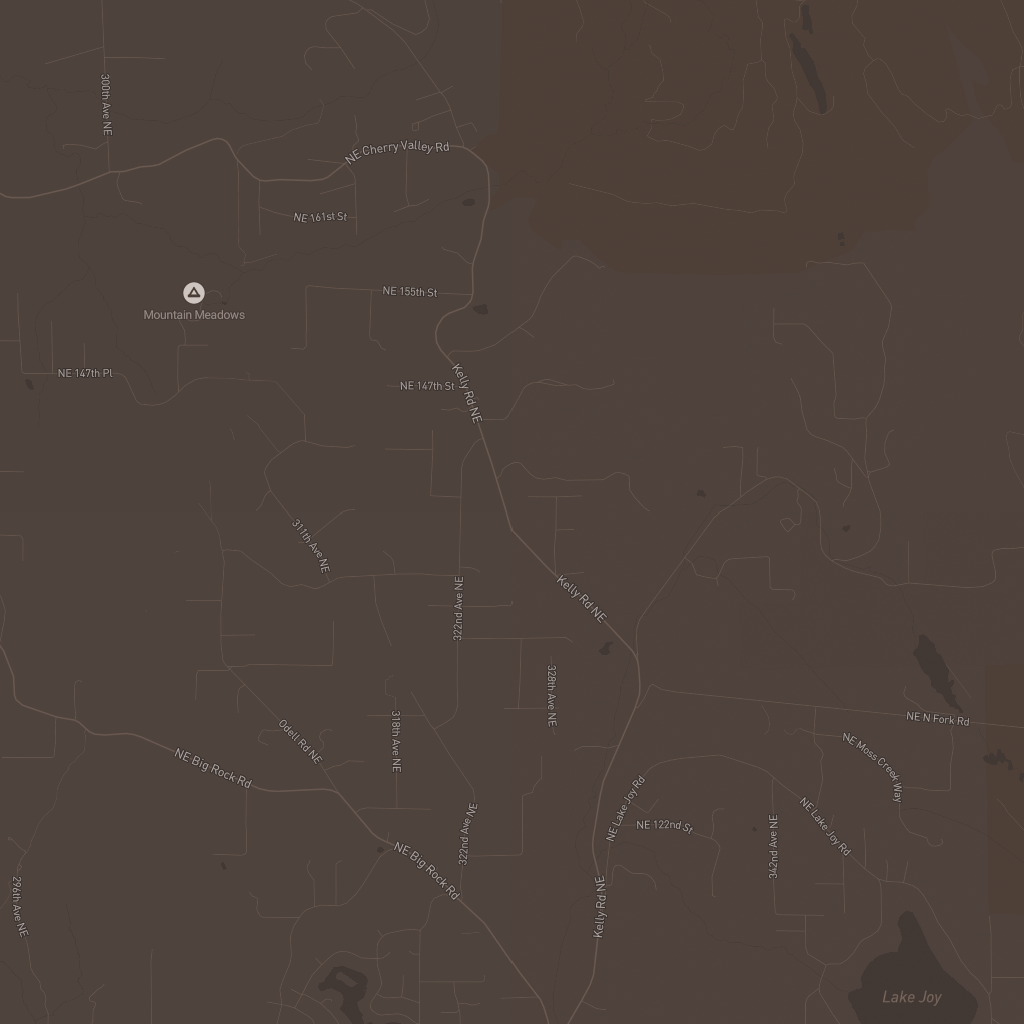 300th Ave NE
NE Cherry Valley Rd
NE 161st St
NE 155th St
Mountain Meadows
NE 147th Pl
NE 147th St
Kelly Rd NE
311th Ave NE
322nd Ave NE
Kelly Rd NE
328th Ave NE
318th Ave NE
Odell Rd NE
NE N Fork Rd
NE Big Rock Rd
NE Moss Creek Way
NE Lake Joy Rd
NE 122nd St
322nd Ave NE
342nd Ave NE
NE Lake Joy Rd
NE Big Rock Rd
296th Ave NE
Kelly Rd NE
Lake Joy